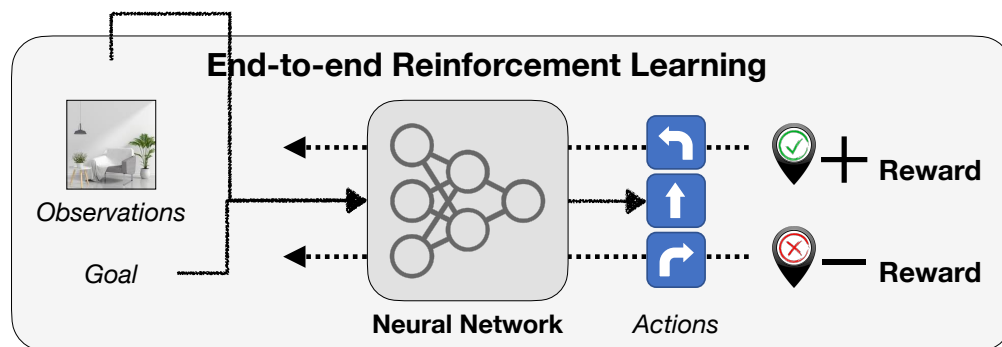 End-to-end Reinforcement Learning
Observations
Goal
Neural Network
Actions
+ Reward
− Reward